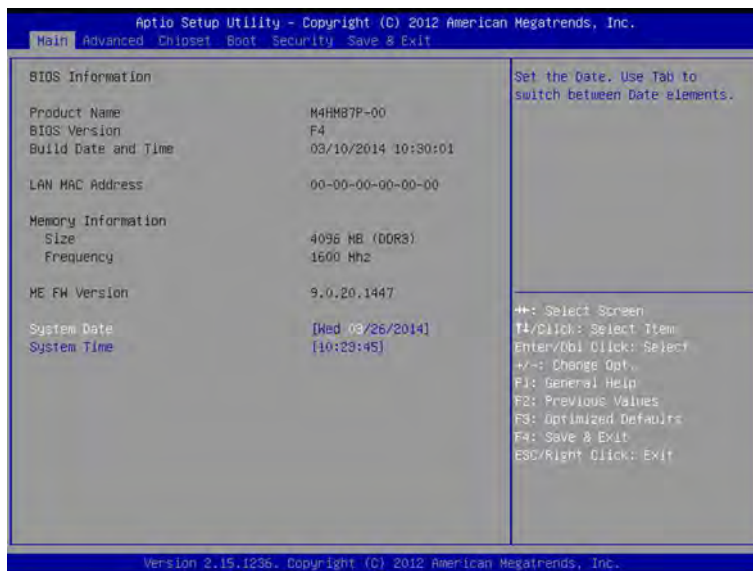 Aptio Setup Utility - Copyright (C) 2012 American Megatrends, Inc.
Main Advanced Chipset Boot Security Save & Exit
BIOS Information
Product Name M4HM87P-00
BIOS Version F4
Build Date and Time 03/10/2014 10:30:01
LAN MAC Address 00-00-00-00-00-00
Memory Information
Size 4096 MB (DDR3)
Frequency 1600 Mhz
ME FW Version 9.0.20.1447
System Date [Wed 03/26/2014]
System Time [10:23:45]
Set the Date. Use Tab to
switch between Date elements.
→←: Select Screen
↑↓/Click: Select Item
Enter/Dbl Click: Select
+/-: Change Opt.
F1: General Help
F2: Previous Values
F3: Optimized Defaults
F4: Save & Exit
ESC/Right Click: Exit
Version 2.15.1236. Copyright (C) 2012 American Megatrends, Inc.